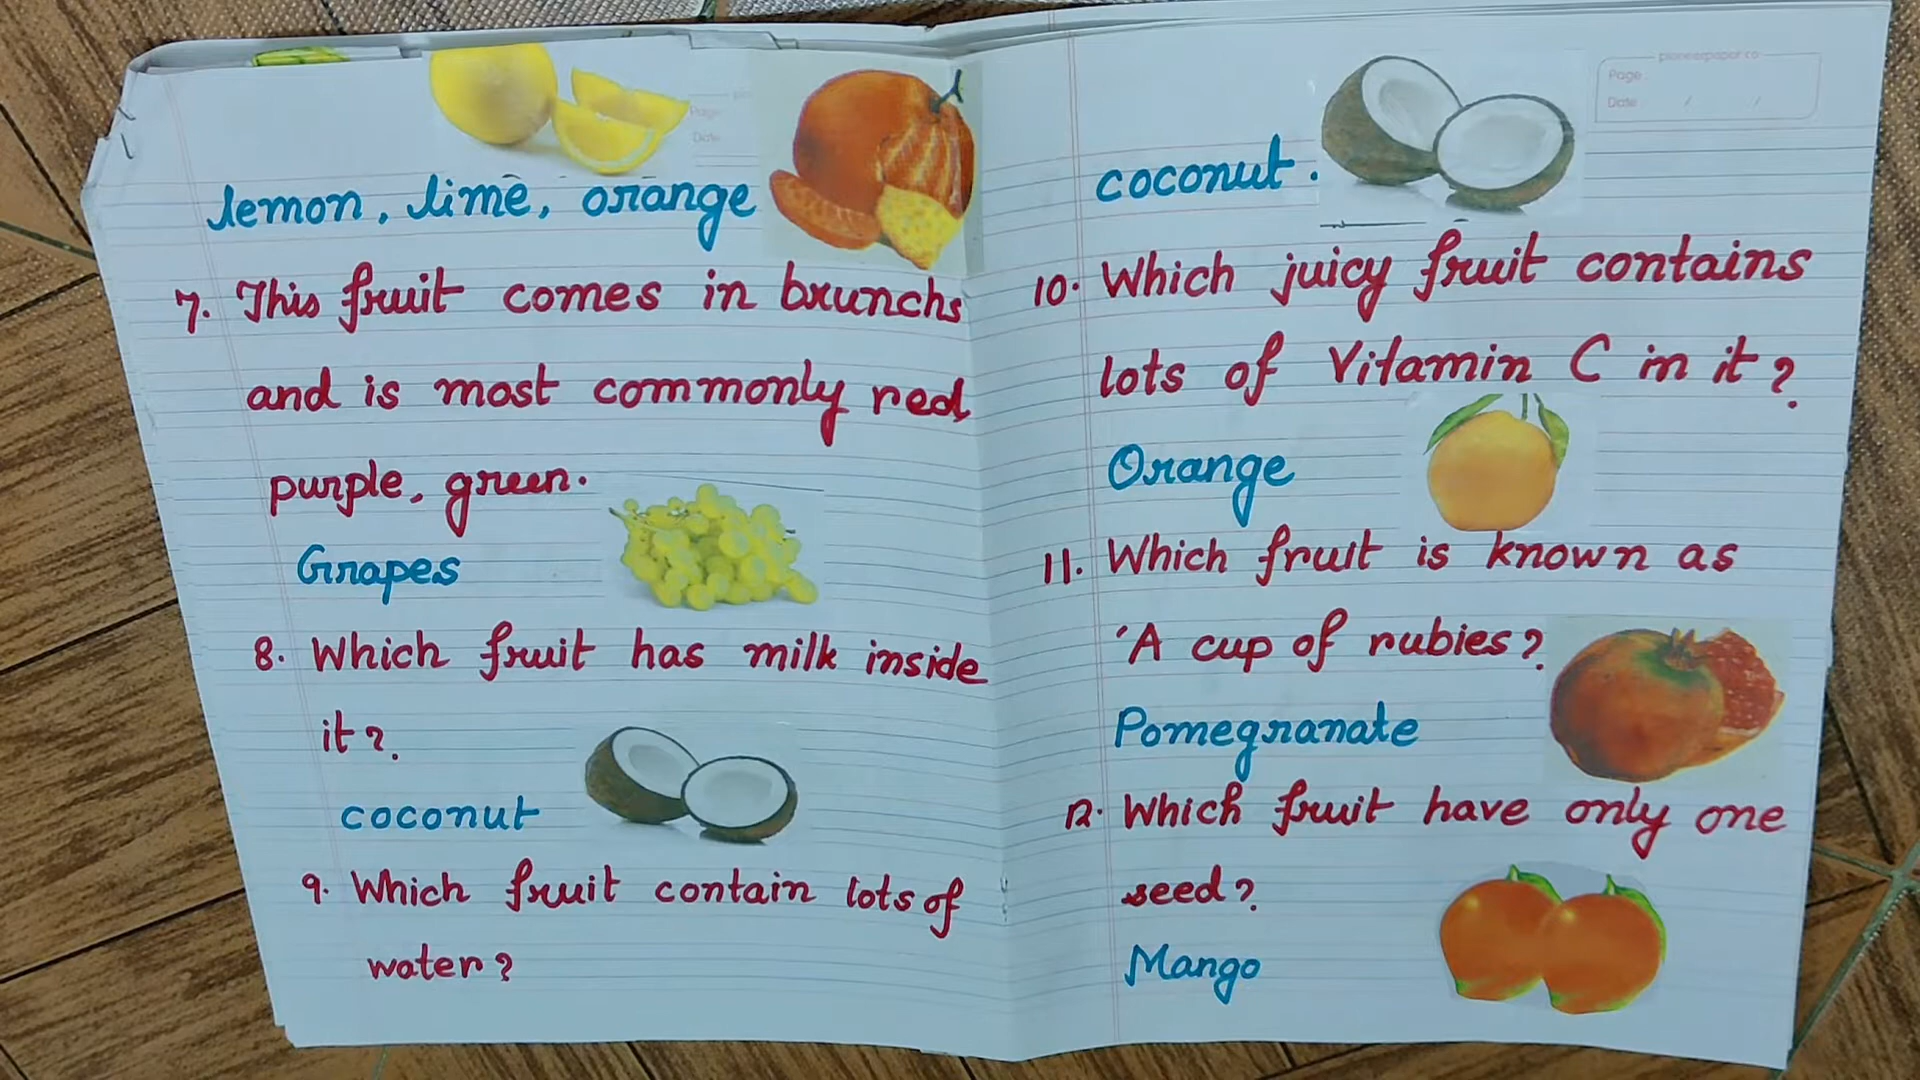 lemon, lime, orange
7. This fruit comes in brunchs
and is most commonly red
purple, green.
Grapes
8. Which fruit has milk inside
it?
coconut
9. Which fruit contain lots of
water?
Page
Date / /
coconut.
10. Which juicy fruit contains
lots of Vitamin C in it?
Orange
11. Which fruit is known as
'A cup of rubies?
Pomegranate
12. Which fruit have only one
seed?
Mango